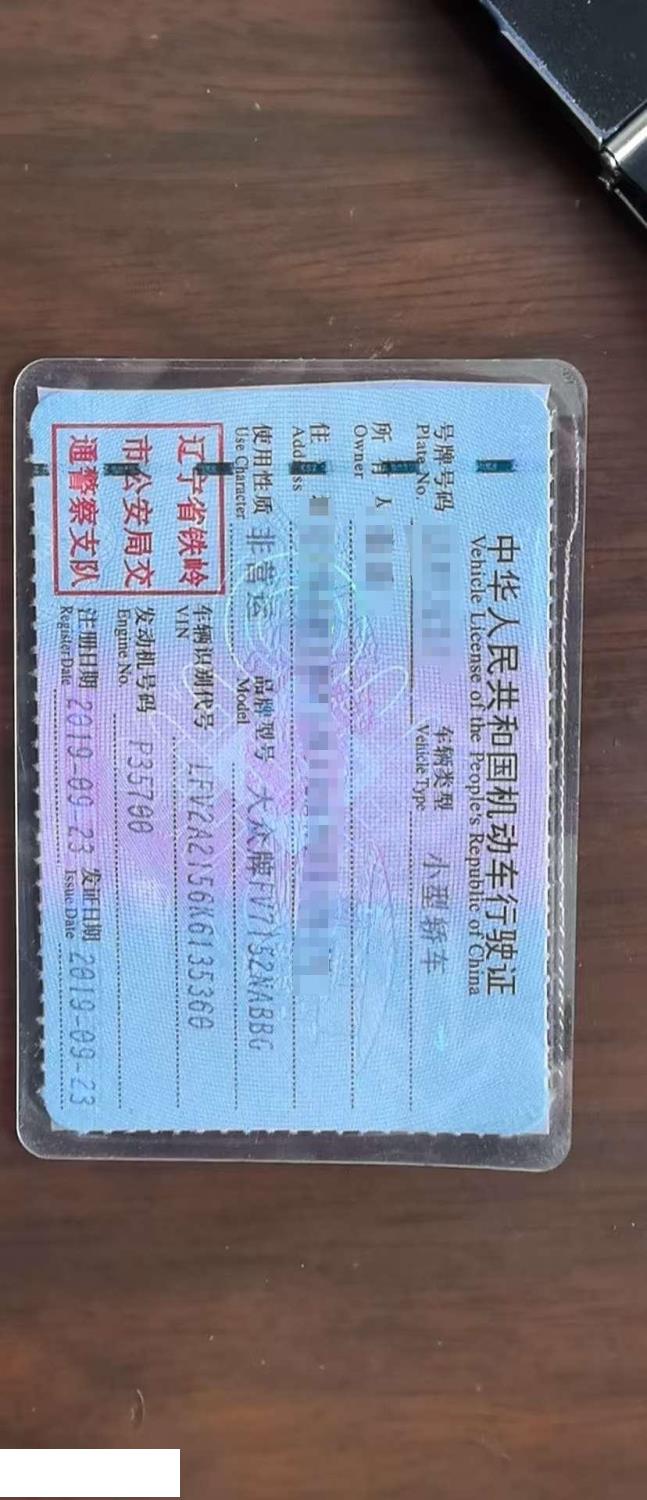 中华人民共和国机动车行驶证
Vehicle License of the People's Republic of China
号牌号码
Plate No.
车辆类型 小型轿车
Vehicle Type
所有人
Owner
住
Address
使用性质 非营运
Use Character
品牌型号 大众牌FV7152NABBG
Model
辽宁省铁岭
市公安局交
通警察支队
车辆识别代号 LFV2A2156K6135300
VIN
发动机号码 P35700
Engine No.
注册日期 2019-09-23 发证日期 2019-09-23
Register Date Issue Date